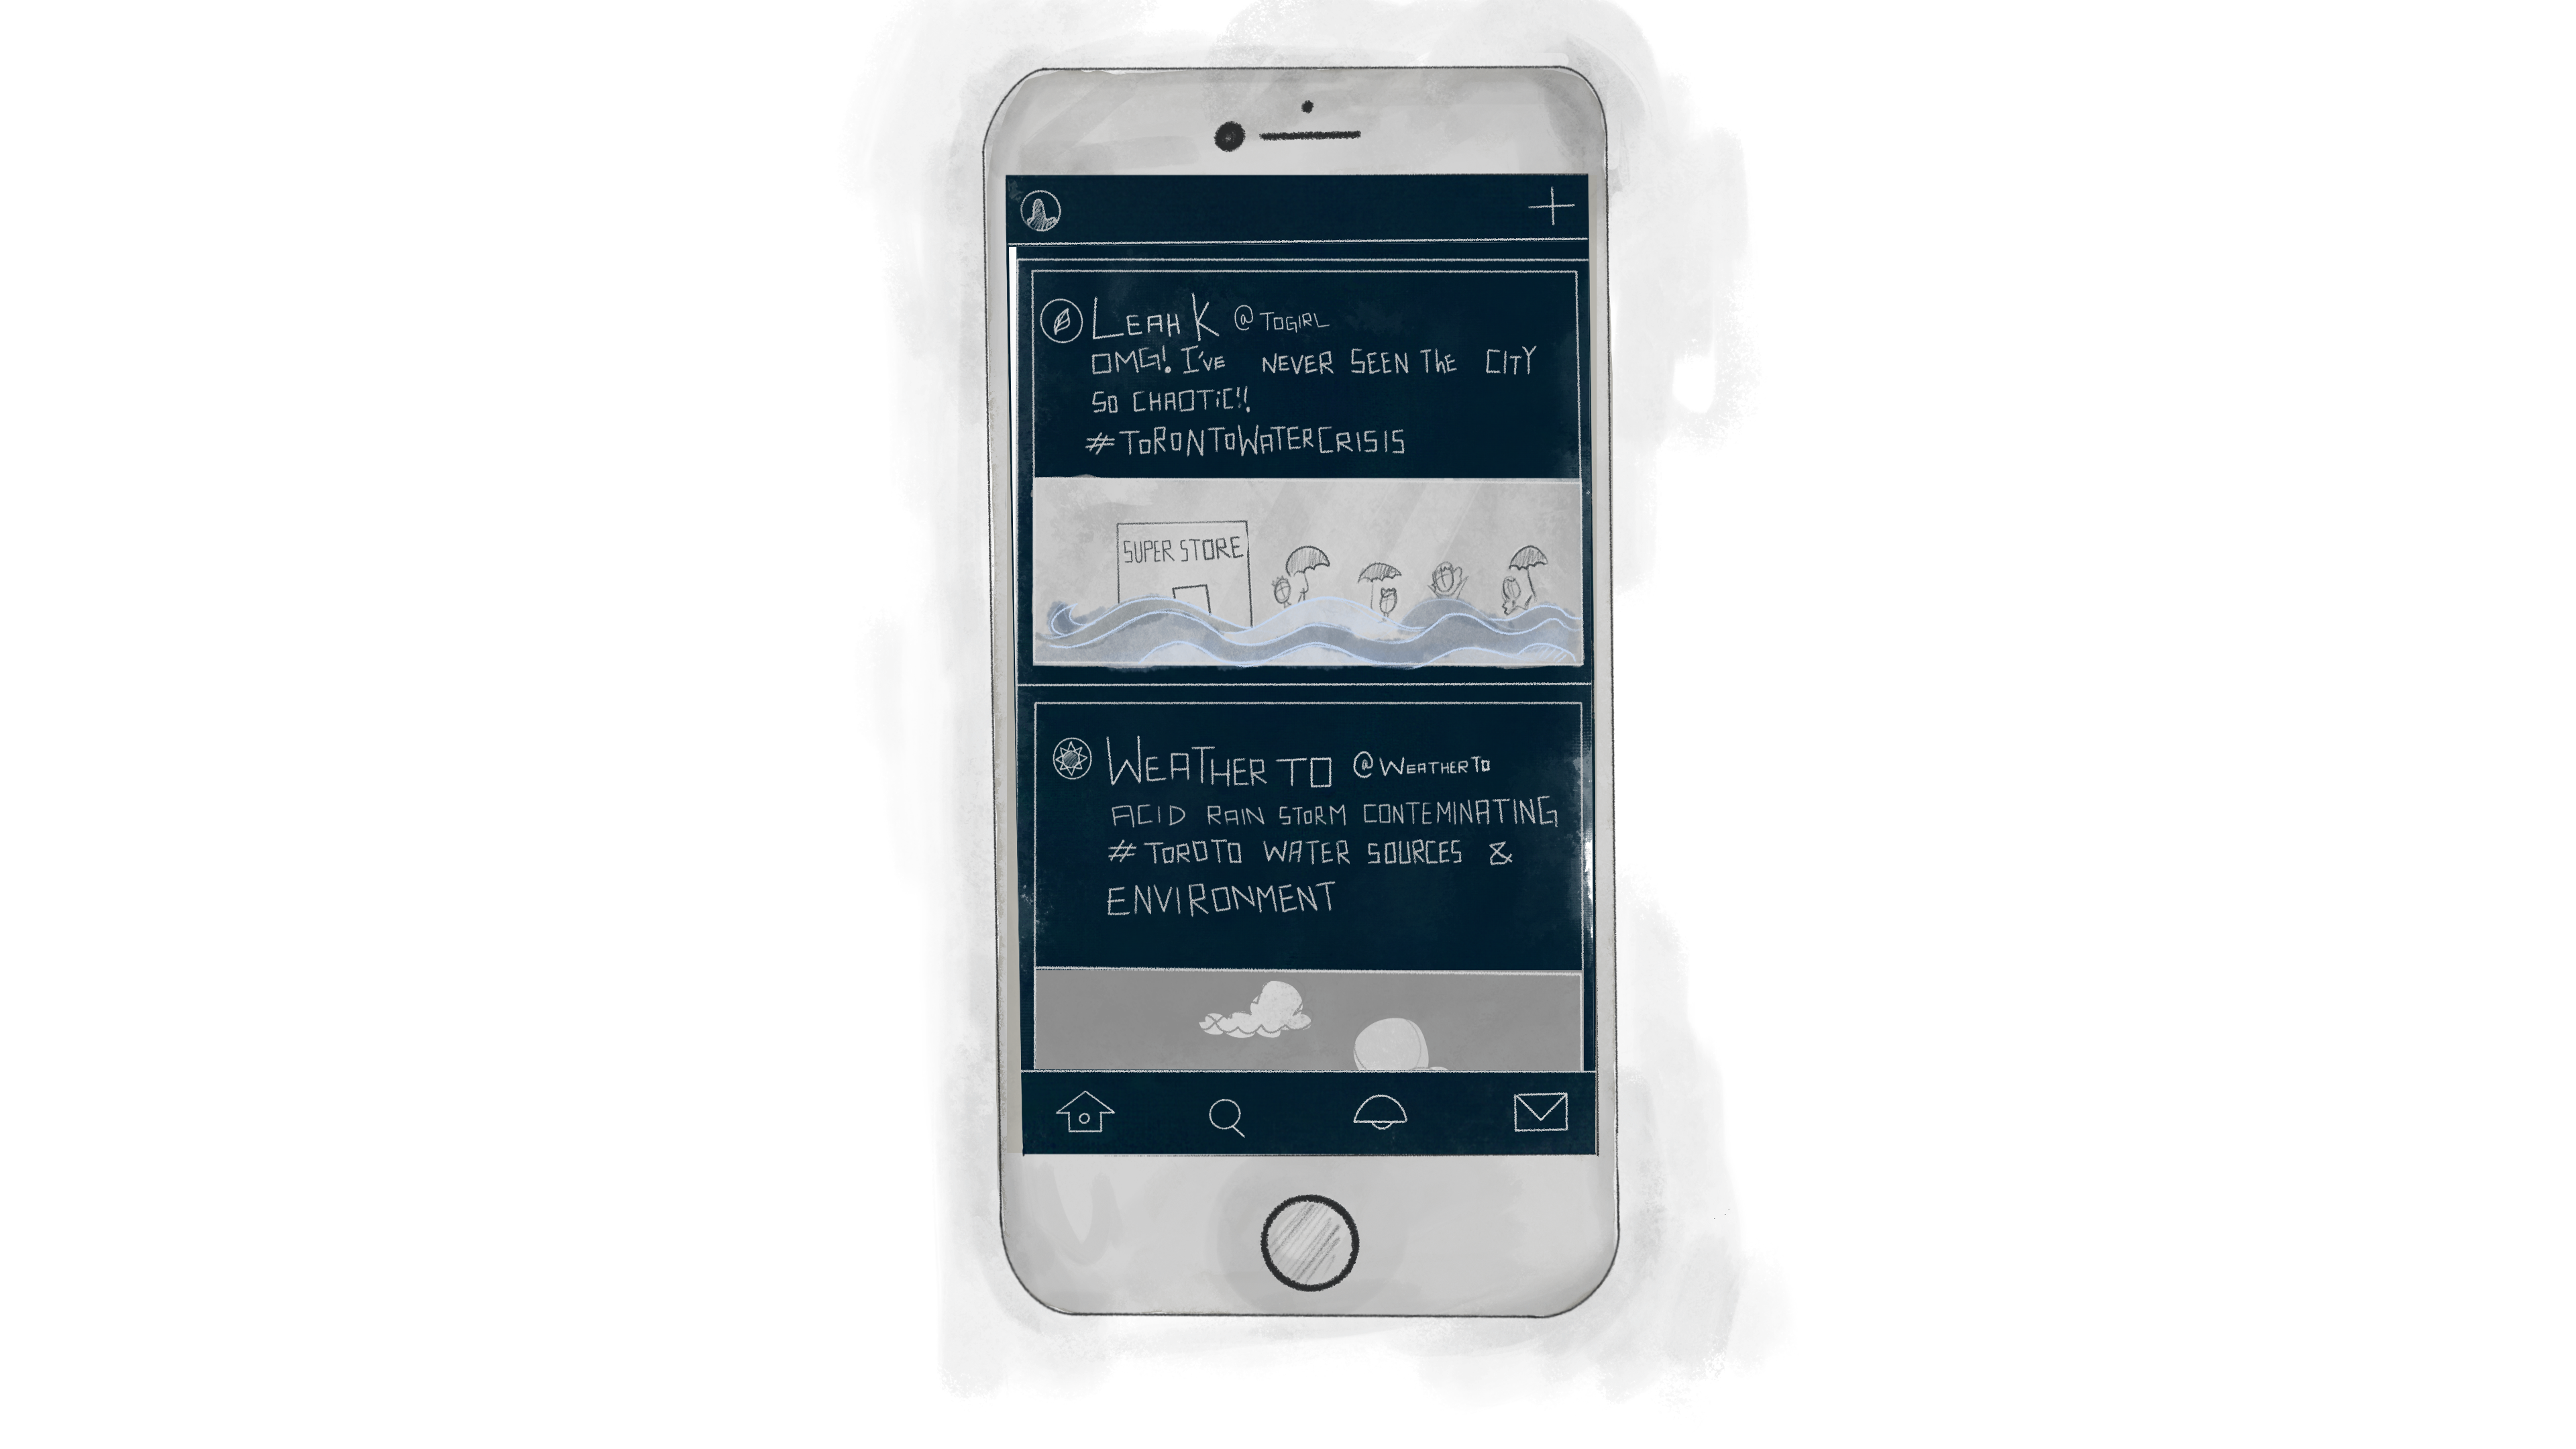 LEAH K @TOGIRL
OMG! I'VE NEVER SEEN THE CITY
SO CHAOTIC!!
#TORONTOWATERCRISIS
SUPER STORE
WEATHER TO @WEATHERTO
ACID RAIN STORM CONTEMINATING
#TOROTO WATER SOURCES &
ENVIRONMENT